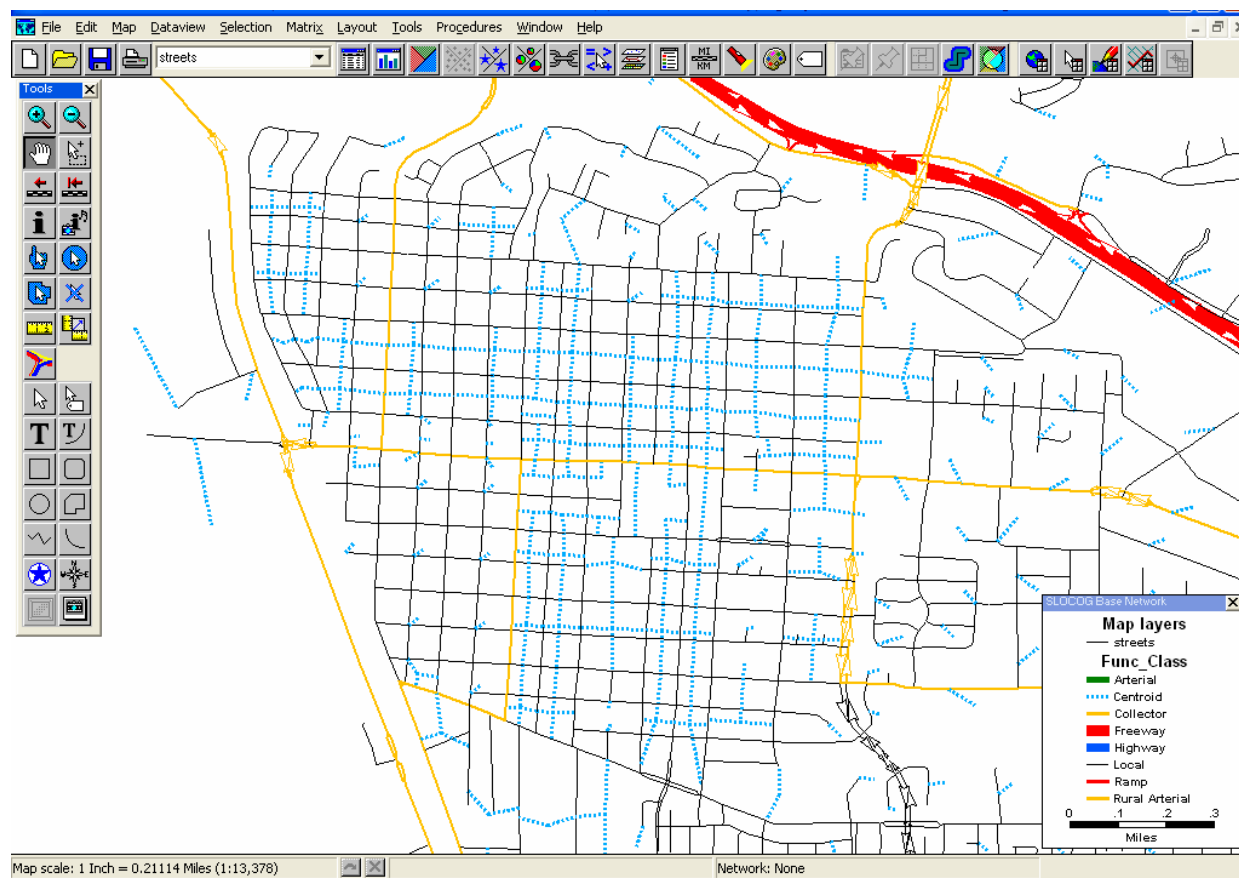 File Edit Map Dataview Selection Matrix Layout Tools Procedures Window Help
streets
MI
KM
Tools
T T
SLOCOG Base Network
Map layers
streets
Func_Class
Arterial
Centroid
Collector
Freeway
Highway
Local
Ramp
Rural Arterial
0 .1 .2 .3
Miles
Map scale: 1 Inch = 0.21114 Miles (1:13,378)
Network: None